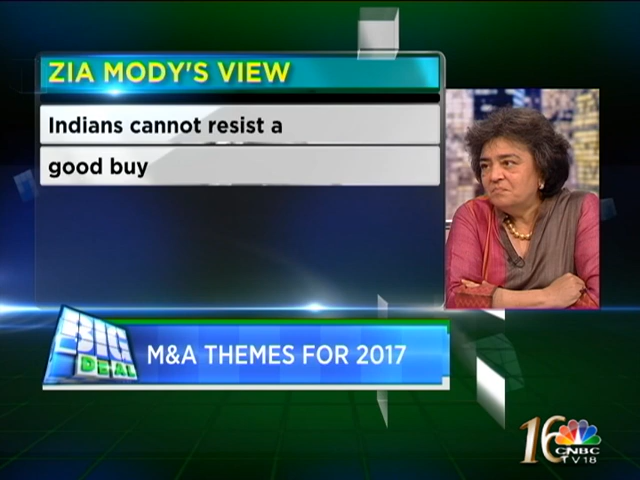 ZIA MODY'S VIEW
Indians cannot resist a
good buy
BIG
DEAL
M&A THEMES FOR 2017
16
CNBC
TV18